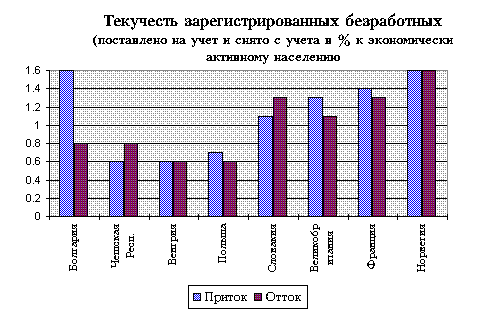 Текучесть зарегистрированных безработных
(поставлено на учет и снято с учета в % к экономически
активному населению
1.6
1.4
1.2
1
0.8
0.6
0.4
0.2
0
Болгария
Чешская
Респ.
Венгрия
Польша
Словакия
Великобр
итания
Франция
Норвегия
Приток
Отток